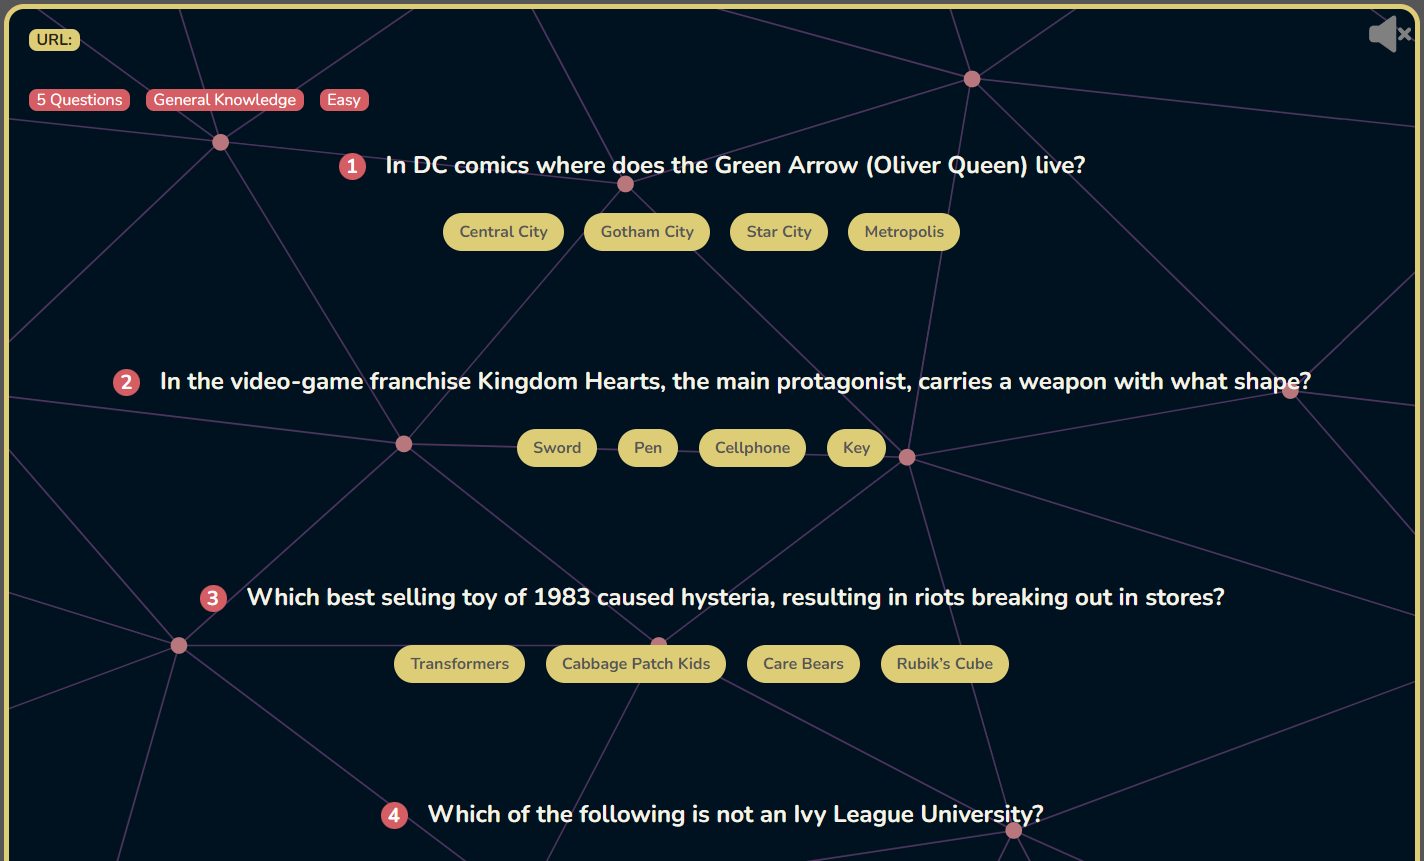 URL:
5 Questions General Knowledge Easy
1 In DC comics where does the Green Arrow (Oliver Queen) live?
Central City Gotham City Star City Metropolis
2 In the video-game franchise Kingdom Hearts, the main protagonist, carries a weapon with what shape?
Sword Pen Cellphone Key
3 Which best selling toy of 1983 caused hysteria, resulting in riots breaking out in stores?
Transformers Cabbage Patch Kids Care Bears Rubik’s Cube
4 Which of the following is not an Ivy League University?